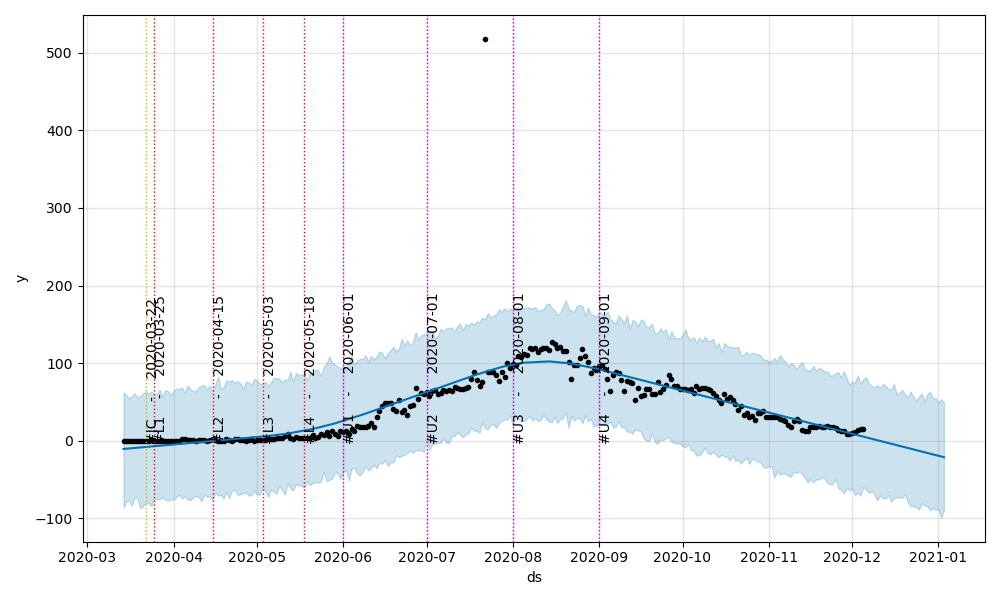 y
500
400
300
200
100
0
−100
#JC - 2020-03-22
#L1 - 2020-03-25
#L2 - 2020-04-15
#L3 - 2020-05-03
#L4 - 2020-05-18
#U1 - 2020-06-01
#U2 - 2020-07-01
#U3 - 2020-08-01
#U4 - 2020-09-01
2020-03 2020-04 2020-05 2020-06 2020-07 2020-08 2020-09 2020-10 2020-11 2020-12 2021-01
ds